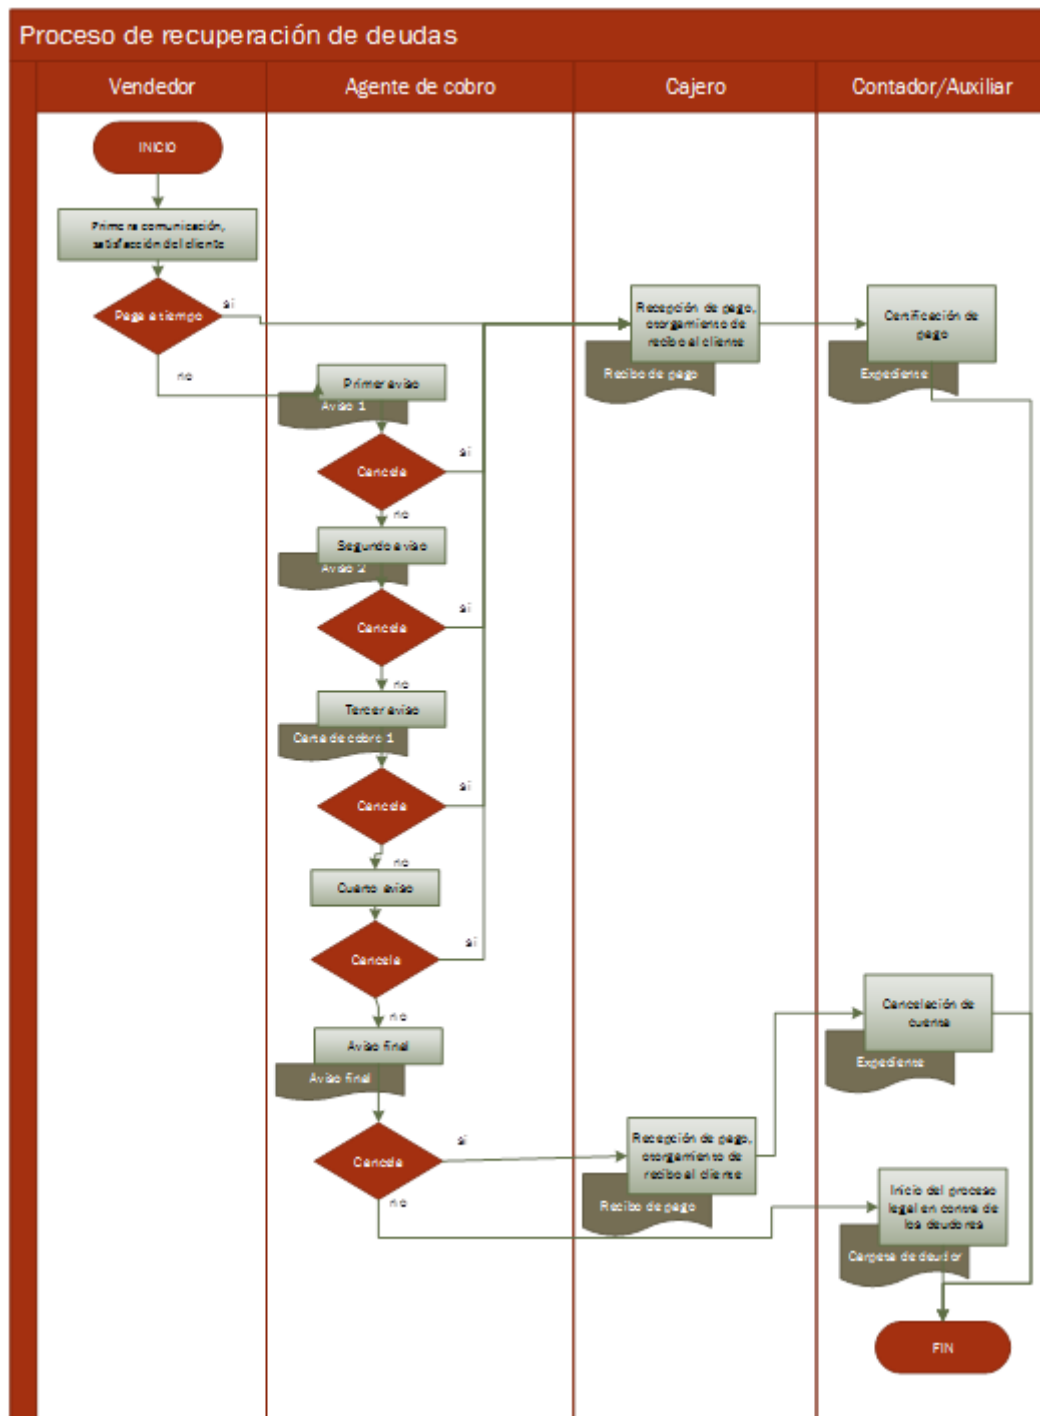 Proceso de recuperación de deudas
Vendedor
Agente de cobro
Cajero
Contador/Auxiliar
INICIO
Primera comunicación,
satisfacción del cliente
Paga a tiempo
si
no
Recepción de pago,
otorgamiento de
recibo al cliente
Recibo de pago
Certificación de
pago
Expediente
Primer aviso
Aviso 1
Cancela
si
no
Segundo aviso
Aviso 2
Cancela
si
no
Tercer aviso
Carta de cobro 1
Cancela
si
no
Cuarto aviso
Cancela
si
no
Aviso final
Aviso final
Cancela
si
no
Recepción de pago,
otorgamiento de
recibo al cliente
Recibo de pago
Cancelación de
cuenta
Expediente
Inicio del proceso
legal en contra de
los deudores
Carpeta de deudor
FIN